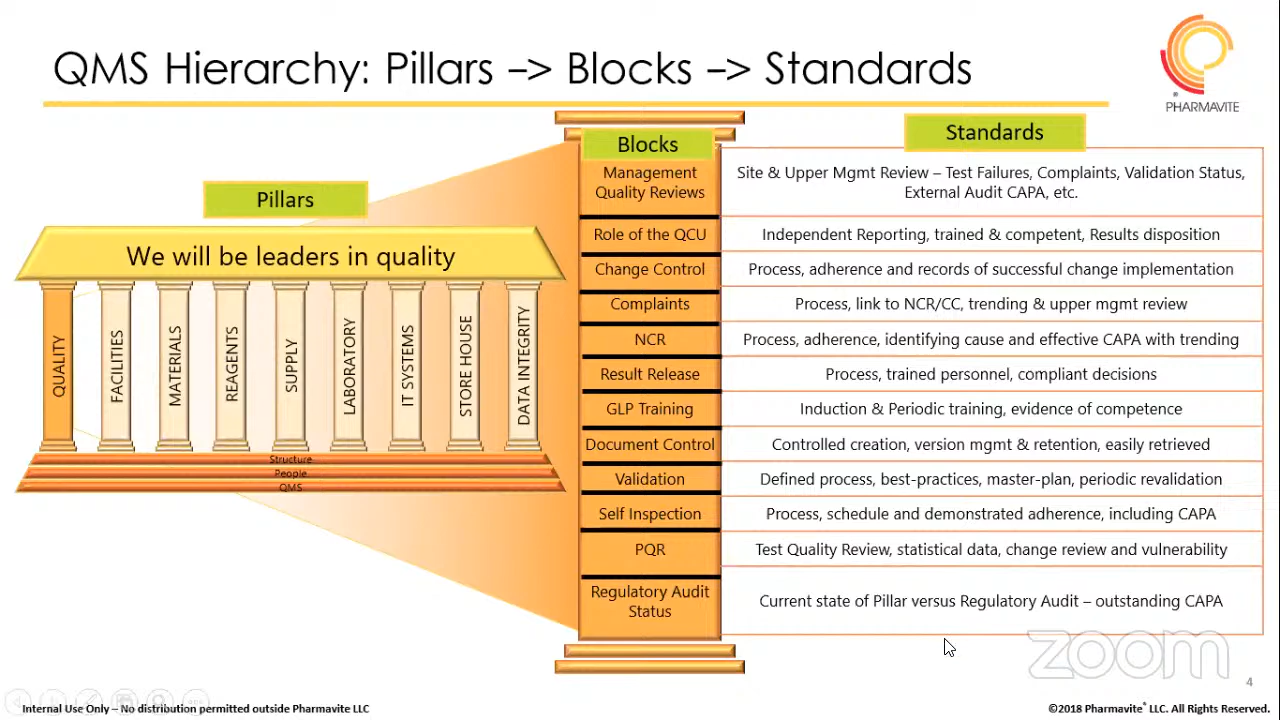 QMS Hierarchy: Pillars –> Blocks –> Standards
PHARMAVITE
Pillars
We will be leaders in quality
QUALITY
FACILITIES
MATERIALS
REAGENTS
SUPPLY
LABORATORY
IT SYSTEMS
STORE HOUSE
DATA INTEGRITY
Structure
People
QMS
Blocks
Standards
Management
Quality Reviews
Site & Upper Mgmt Review – Test Failures, Complaints, Validation Status,
External Audit CAPA, etc.
Role of the QCU
Independent Reporting, trained & competent, Results disposition
Change Control
Process, adherence and records of successful change implementation
Complaints
Process, link to NCR/CC, trending & upper mgmt review
NCR
Process, adherence, identifying cause and effective CAPA with trending
Result Release
Process, trained personnel, compliant decisions
GLP Training
Induction & Periodic training, evidence of competence
Document Control
Controlled creation, version mgmt & retention, easily retrieved
Validation
Defined process, best-practices, master-plan, periodic revalidation
Self Inspection
Process, schedule and demonstrated adherence, including CAPA
PQR
Test Quality Review, statistical data, change review and vulnerability
Regulatory Audit
Status
Current state of Pillar versus Regulatory Audit – outstanding CAPA
zoom
4
Internal Use Only – No distribution permitted outside Pharmavite LLC
©2018 Pharmavite® LLC. All Rights Reserved.